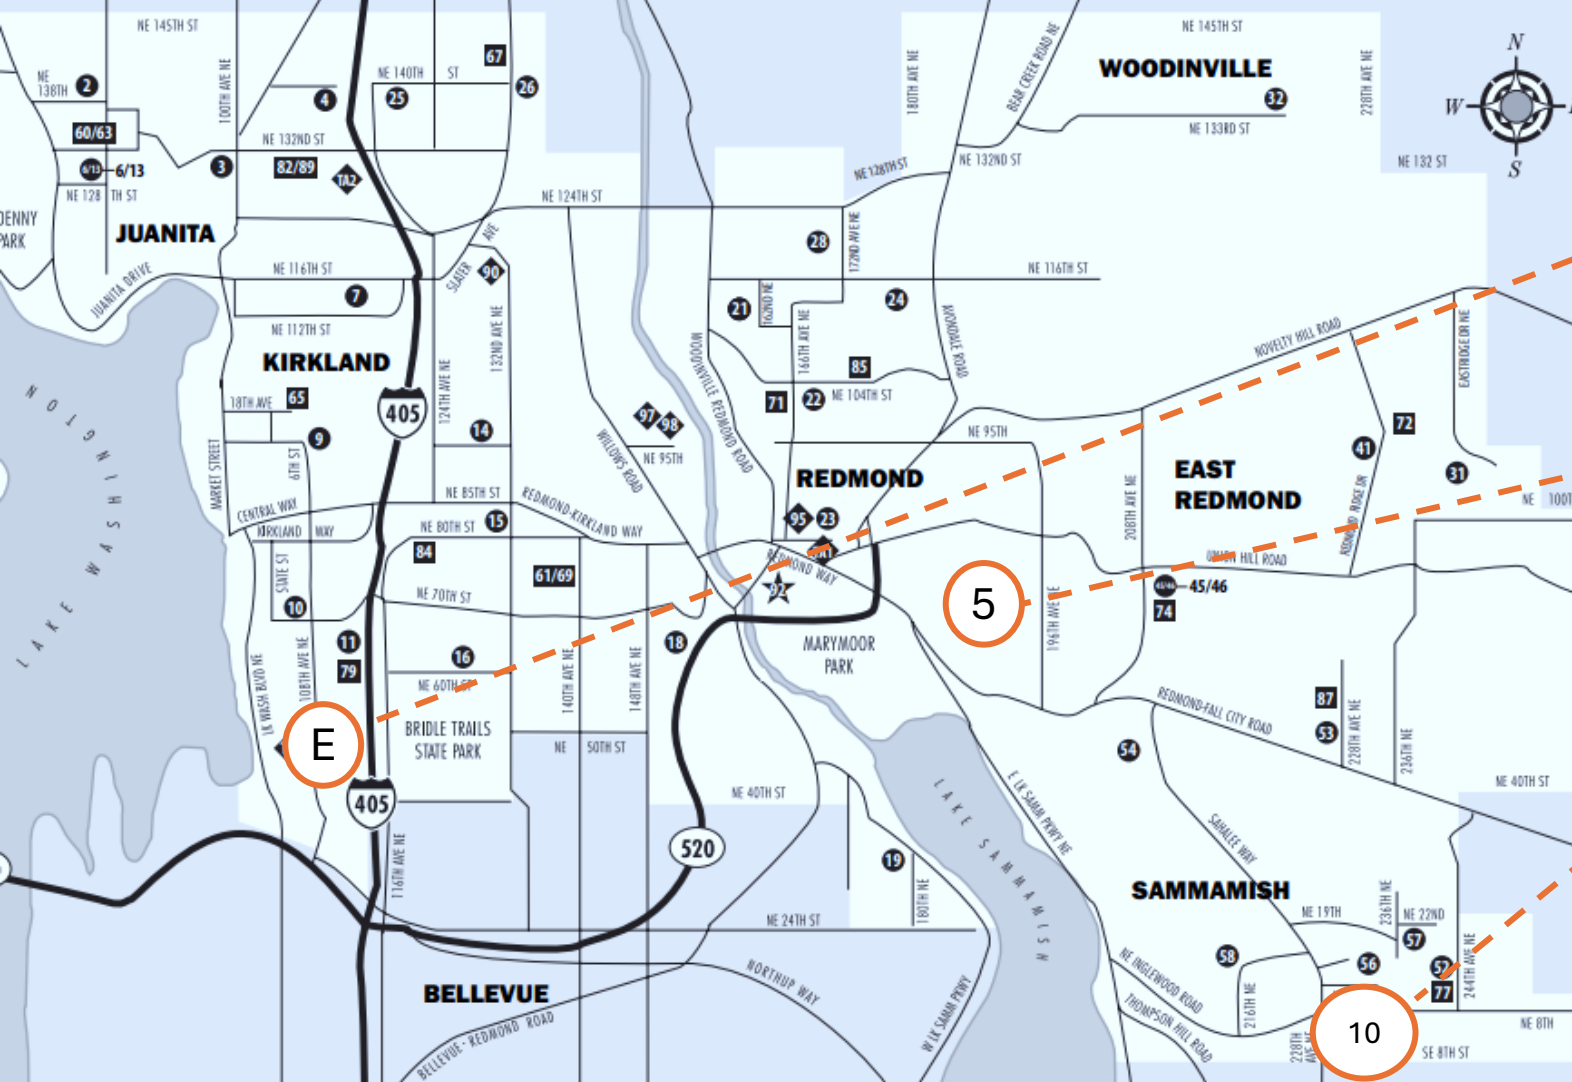 NE 145TH ST
NE 145TH ST
WOODINVILLE
N
W
S
NE
138TH
2
100TH AVE NE
4
NE 140TH ST
25
67
26
180TH AVE NE
BEAR CREEK ROAD NE
32
228TH AVE NE
NE 133RD ST
60/63
NE 132ND ST
82/89
TA2
3
6/13
6/13
NE 128 TH ST
NE 128TH ST
NE 132ND ST
NE 132 ST
DENNY
PARK
JUANITA
JUANITA DRIVE
NE 124TH ST
SLATER AVE
90
28
172ND AVE NE
NE 116TH ST
NE 116TH ST
7
NE 112TH ST
132ND AVE NE
124TH AVE NE
21
162ND NE
166TH AVE NE
24
AVONDALE ROAD
NOVELTY HILL ROAD
EASTRIDGE DR NE
KIRKLAND
405
WOODINVILLE REDMOND ROAD
85
71
22
NE 104TH ST
18TH AVE
65
9
6TH ST
MARKET STREET
14
97
98
NE 95TH
WILLOWS ROAD
NE 95TH
72
41
31
REDMOND
EAST
REDMOND
208TH AVE NE
REDMOND RIDGE DR
NE 100T
LAKE WASHINGTON
CENTRAL WAY
KIRKLAND WAY
NE 85TH ST
REDMOND-KIRKLAND WAY
NE 80TH ST
15
84
95
23
REDMOND WAY
92
UNION HILL ROAD
61/69
STATE ST
10
NE 70TH ST
5
196TH AVE NE
45/46
45/46
74
11
79
108TH AVE NE
LK WASH BLVD NE
16
NE 60TH ST
18
140TH AVE NE
148TH AVE NE
MARYMOOR
PARK
E
BRIDLE TRAILS
STATE PARK
NE 50TH ST
REDMOND-FALL CITY ROAD
87
53
228TH AVE NE
236TH NE
54
405
NE 40TH ST
NE 40TH ST
E LK SAMM PKWY NE
LAKE SAMMAMISH
SAHALEE WAY
116TH AVE NE
520
19
180TH NE
NE 24TH ST
SAMMAMISH
NE 19TH
236TH NE
NE 22ND
57
58
56
52
77
244TH AVE NE
216TH NE
NE INGLEWOOD ROAD
THOMPSON HILL ROAD
BELLEVUE
NORTHUP WAY
BELLEVUE-REDMOND ROAD
W LK SAMM PKWY
10
228TH
AVE NE
NE 8TH
SE 8TH ST